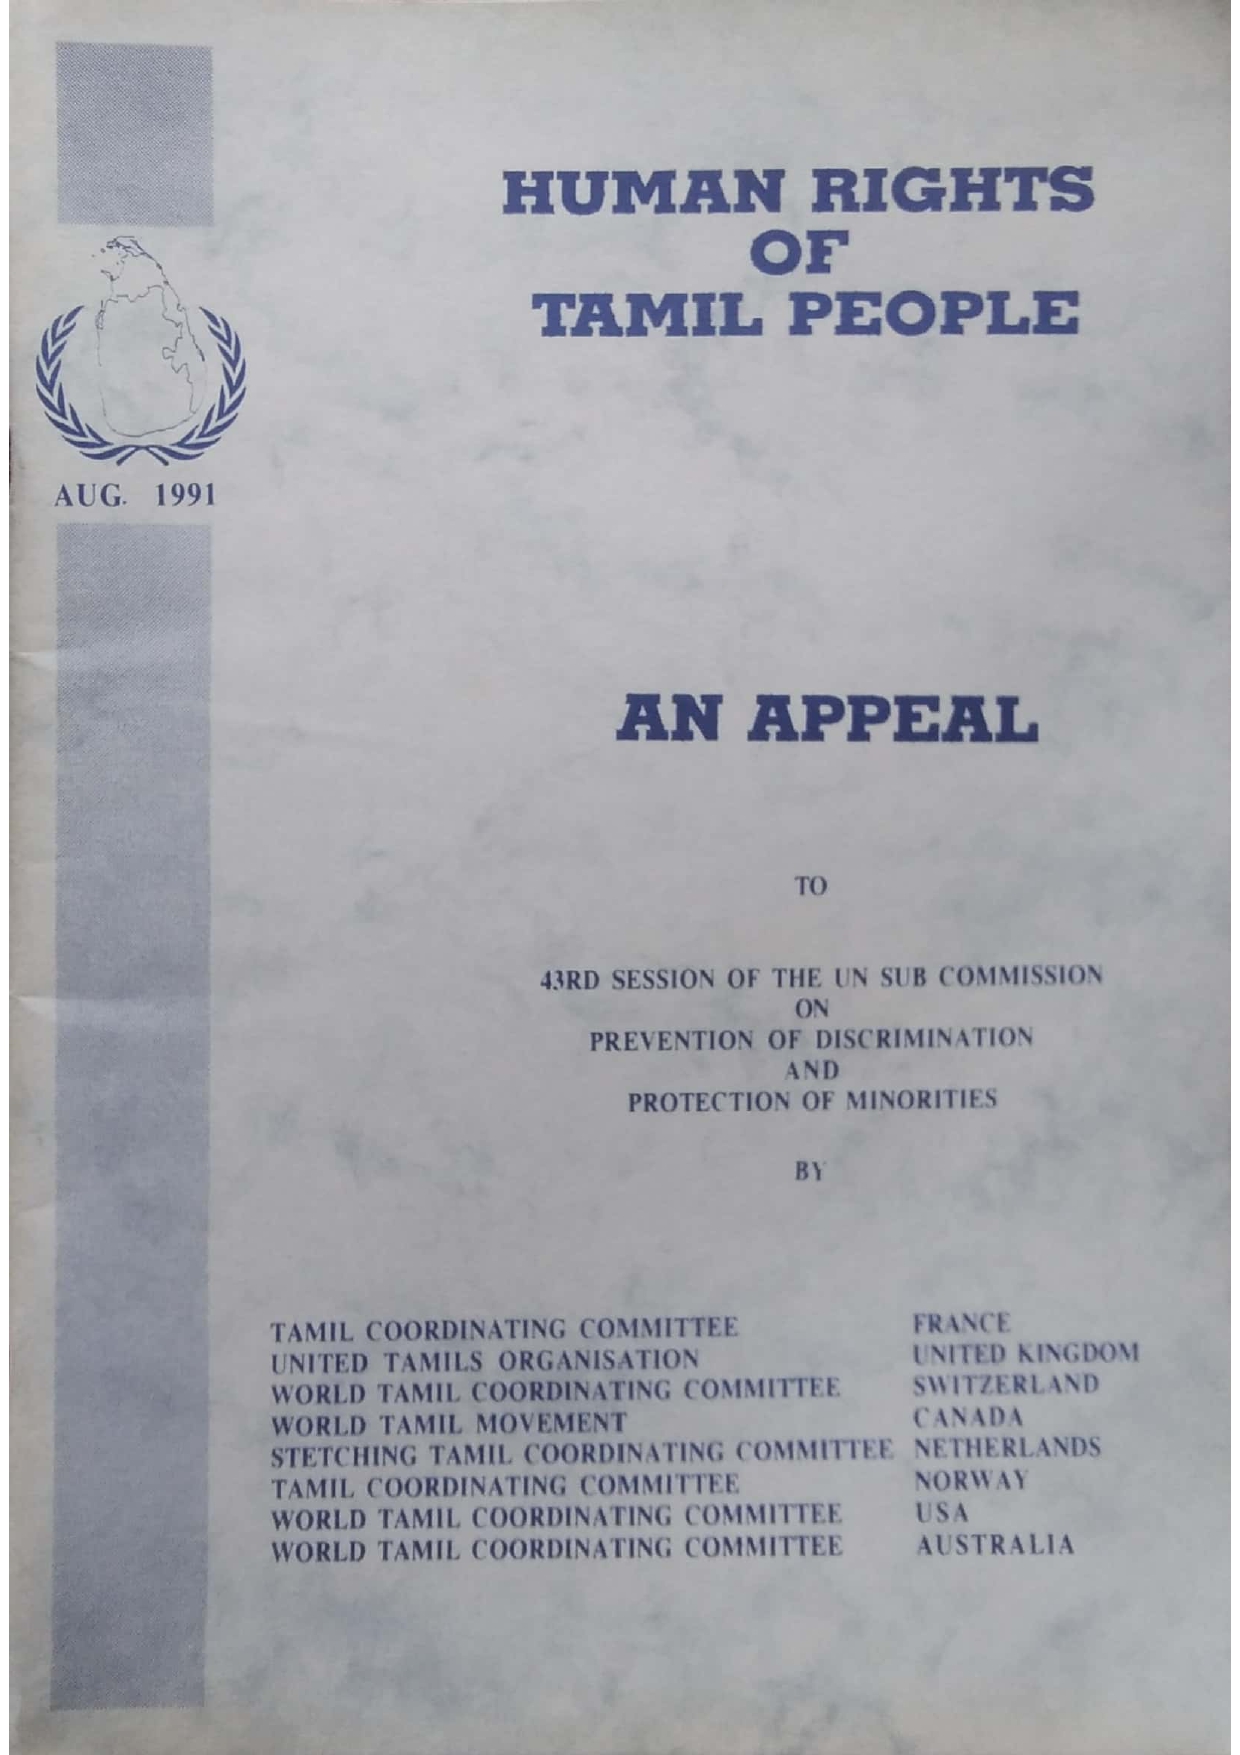 HUMAN RIGHTS
OF
TAMIL PEOPLE
AUG. 1991
AN APPEAL
TO
43RD SESSION OF THE UN SUB COMMISSION
ON
PREVENTION OF DISCRIMINATION
AND
PROTECTION OF MINORITIES
BY
TAMIL COORDINATING COMMITTEE FRANCE
UNITED TAMILS ORGANISATION UNITED KINGDOM
WORLD TAMIL COORDINATING COMMITTEE SWITZERLAND
WORLD TAMIL MOVEMENT CANADA
STETCHING TAMIL COORDINATING COMMITTEE NETHERLANDS
TAMIL COORDINATING COMMITTEE NORWAY
WORLD TAMIL COORDINATING COMMITTEE USA
WORLD TAMIL COORDINATING COMMITTEE AUSTRALIA